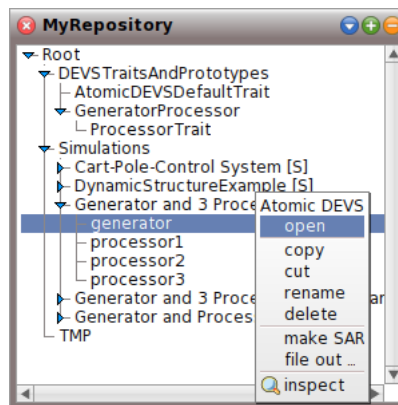 MyRepository
Root
DEVSTraitsAndPrototypes
AtomicDEVSDefaultTrait
GeneratorProcessor
ProcessorTrait
Simulations
Cart-Pole-Control System [S]
DynamicStructureExample [S]
Generator and 3 Proce
generator
processor1
processor2
processor3
Generator and 3 Proce ar
Generator and Proces
TMP
Atomic DEVS
open
copy
cut
rename
delete
make SAR
file out ...
inspect